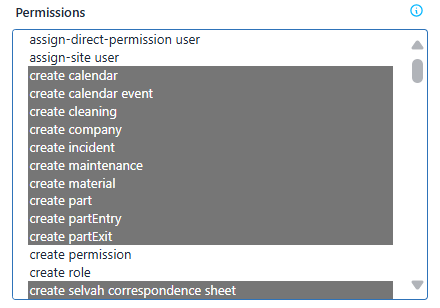 Permissions
assign-direct-permission user
assign-site user
create calendar
create calendar event
create cleaning
create company
create incident
create maintenance
create material
create part
create partEntry
create partExit
create permission
create role
create selvah correspondence sheet